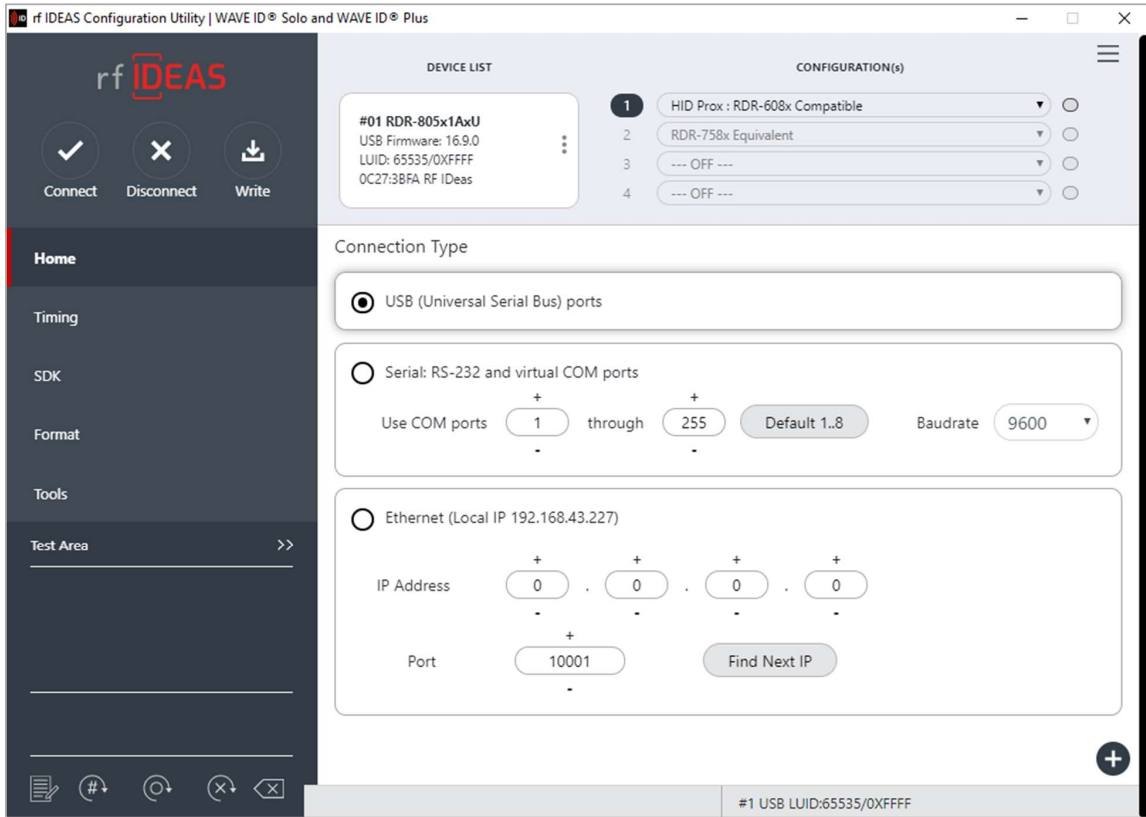 rf IDEAS Configuration Utility | WAVE ID® Solo and WAVE ID® Plus
rf IDEAS
Connect Disconnect Write
Home
Timing
SDK
Format
Tools
Test Area >>
DEVICE LIST
#01 RDR-805x1AxU
USB Firmware: 16.9.0
LUID: 65535/0XFFFF
0C27:3BFA RF IDeas
CONFIGURATION(s)
1 HID Prox : RDR-608x Compatible
2 RDR-758x Equivalent
3 --- OFF ---
4 --- OFF ---
Connection Type
USB (Universal Serial Bus) ports
Serial: RS-232 and virtual COM ports
+ +
Use COM ports 1 through 255 Default 1..8 Baudrate 9600
- -
Ethernet (Local IP 192.168.43.227)
+ + + +
IP Address 0 . 0 . 0 . 0
- - - -
+
Port 10001 Find Next IP
-
#1 USB LUID:65535/0XFFFF